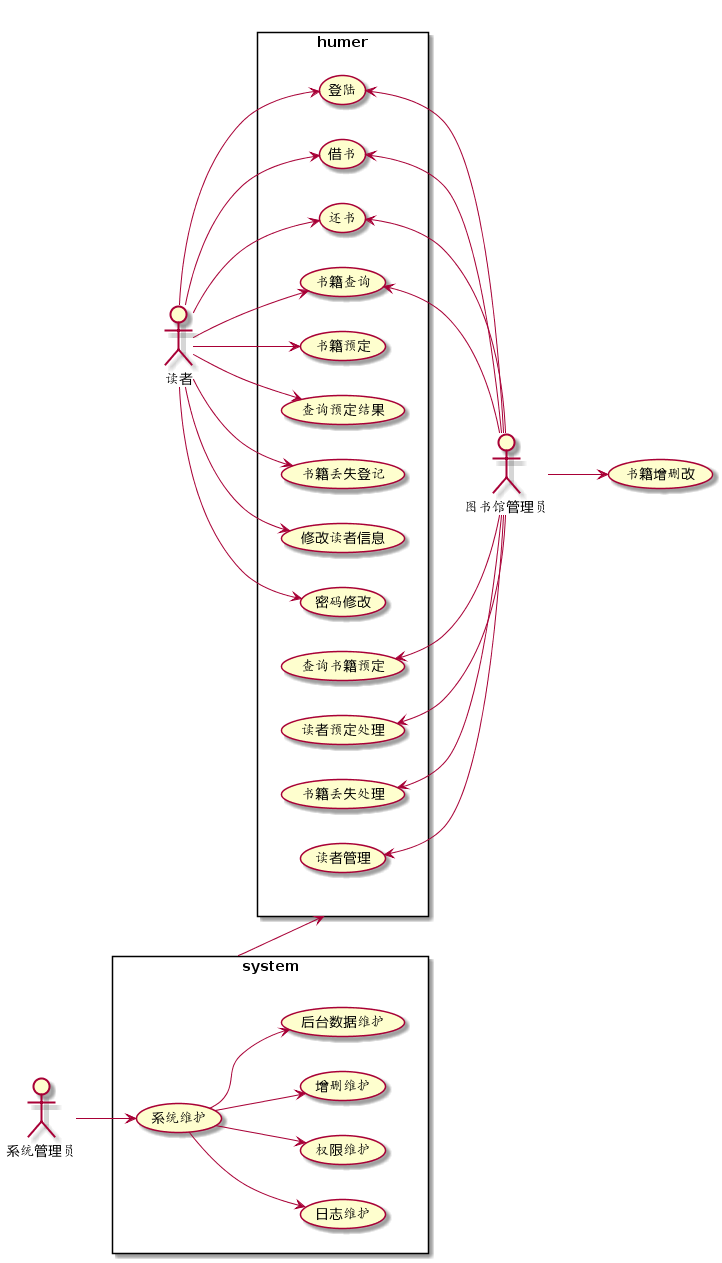 humer
登陆
借书
还书
书籍查询
书籍预定
查询预定结果
书籍丢失登记
修改读者信息
密码修改
查询书籍预定
读者预定处理
书籍丢失处理
读者管理
读者
图书馆管理员
书籍增删改
system
后台数据维护
增删维护
权限维护
日志维护
系统维护
系统管理员